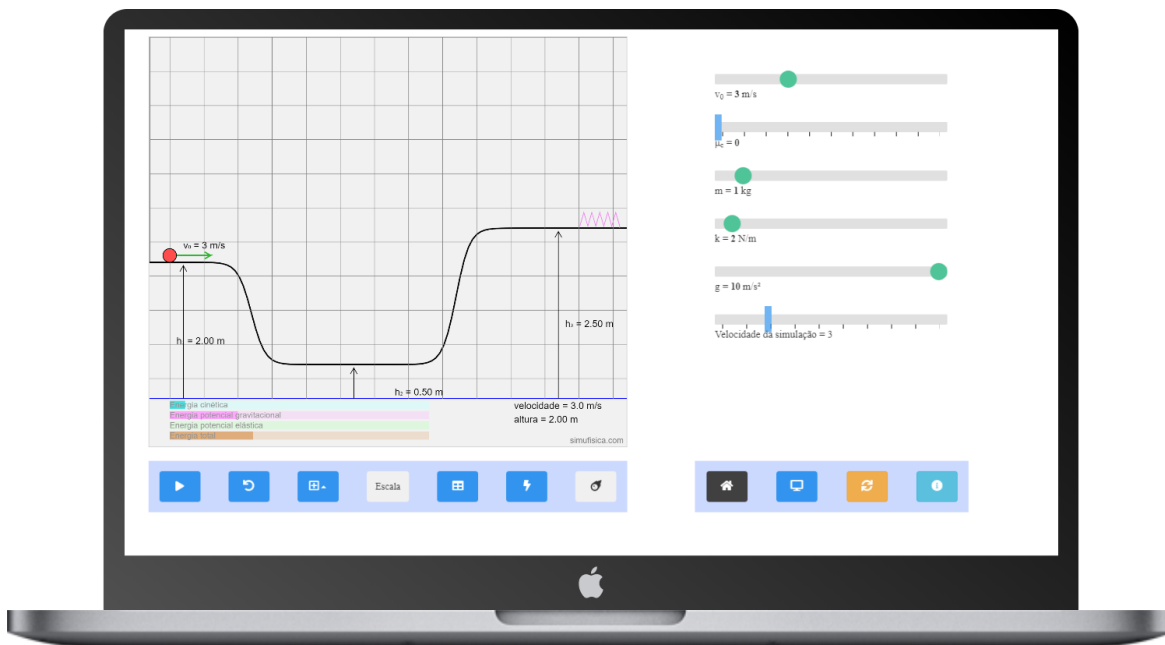 v₀ = 3 m/s
h₁ = 2.00 m
h₂ = 0.50 m
h₃ = 2.50 m
Energia cinética
Energia potencial gravitacional
Energia potencial elástica
Energia total
velocidade = 3.0 m/s
altura = 2.00 m
simufisica.com
Escala
v₀ = 3 m/s
μc = 0
m = 1 kg
k = 2 N/m
g = 10 m/s²
Velocidade da simulação = 3